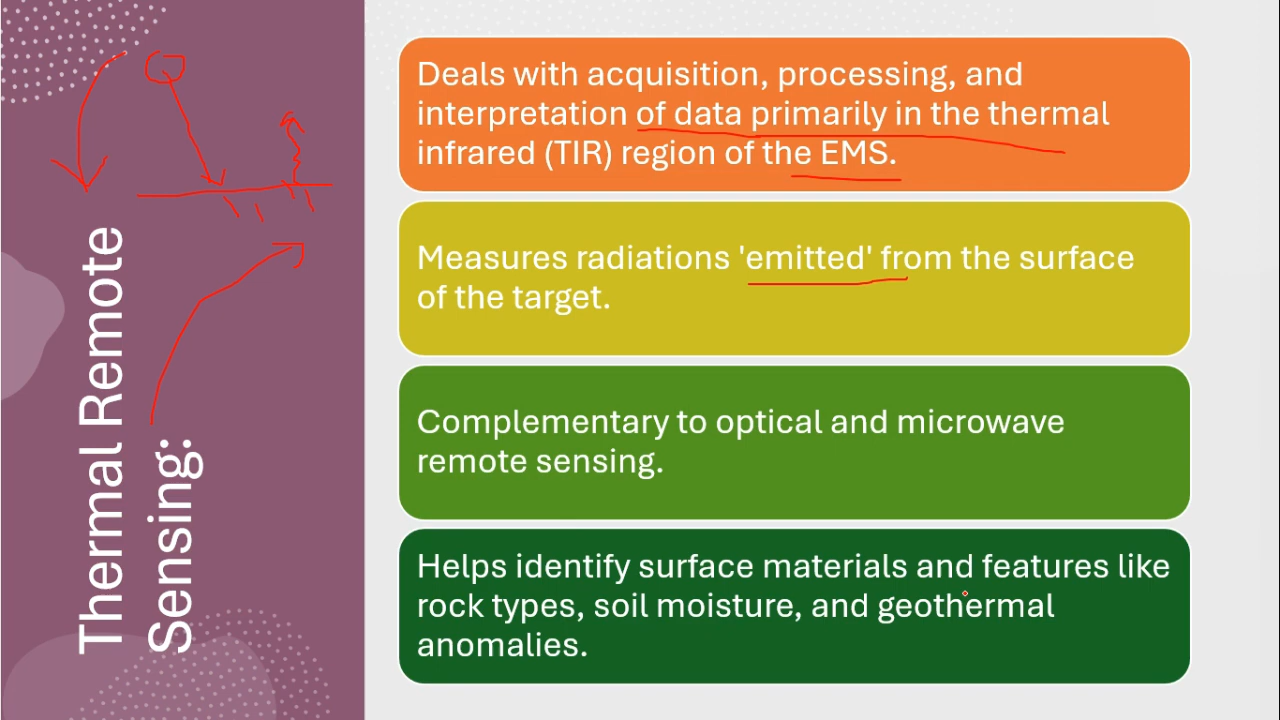 Thermal Remote
Sensing:
Deals with acquisition, processing, and
interpretation of data primarily in the thermal
infrared (TIR) region of the EMS.
Measures radiations 'emitted' from the surface
of the target.
Complementary to optical and microwave
remote sensing.
Helps identify surface materials and features like
rock types, soil moisture, and geothermal
anomalies.